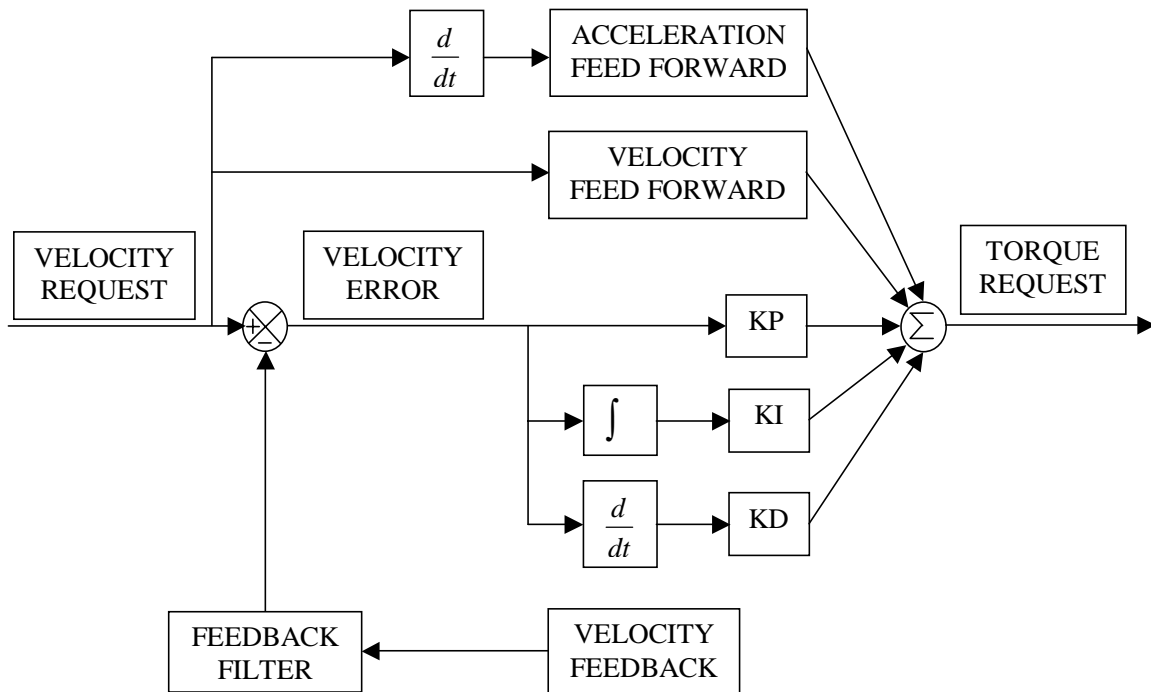 d
dt
ACCELERATION
FEED FORWARD
VELOCITY
FEED FORWARD
VELOCITY
REQUEST
VELOCITY
ERROR
TORQUE
REQUEST
+
−
KP
∑
∫
KI
d
dt
KD
FEEDBACK
FILTER
VELOCITY
FEEDBACK